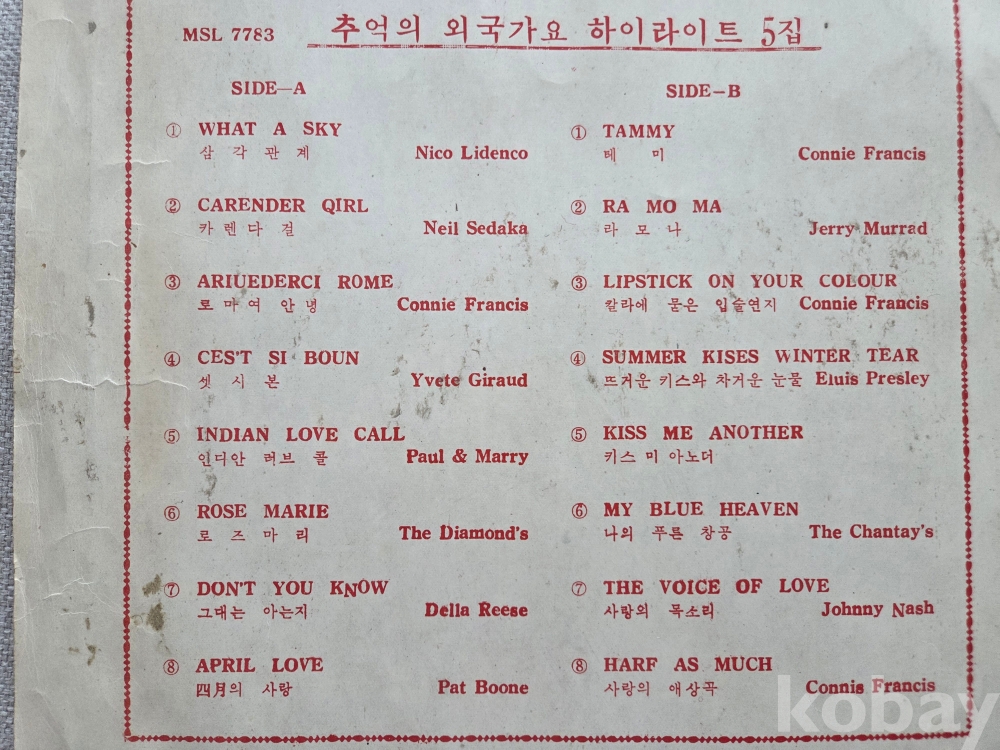 MSL 7783 추억의 외국가요 하이라이트 5집
SIDE—A
① WHAT A SKY
삼각관계 Nico Lidenco
② CARENDER QIRL
카렌다걸 Neil Sedaka
③ ARIUEDERCI ROME
로마여 안녕 Connie Francis
④ CES'T SI BOUN
셋시본 Yvete Giraud
⑤ INDIAN LOVE CALL
인디안 러브 콜 Paul & Marry
⑥ ROSE MARIE
로즈마리 The Diamond's
⑦ DON'T YOU KNOW
그대는 아는지 Della Reese
⑧ APRIL LOVE
四月의 사랑 Pat Boone
SIDE-B
① TAMMY
테미 Connie Francis
② RA MO MA
라모나 Jerry Murrad
③ LIPSTICK ON YOUR COLOUR
칼라에 묻은 입술연지 Connie Francis
④ SUMMER KISES WINTER TEAR
뜨거운 키스와 차거운 눈물 Eluis Presley
⑤ KISS ME ANOTHER
키스 미 아노더
⑥ MY BLUE HEAVEN
나의 푸른 창공 The Chantay's
⑦ THE VOICE OF LOVE
사랑의 목소리 Johnny Nash
⑧ HARF AS MUCH
사랑의 애상곡 Connis Francis
kobay